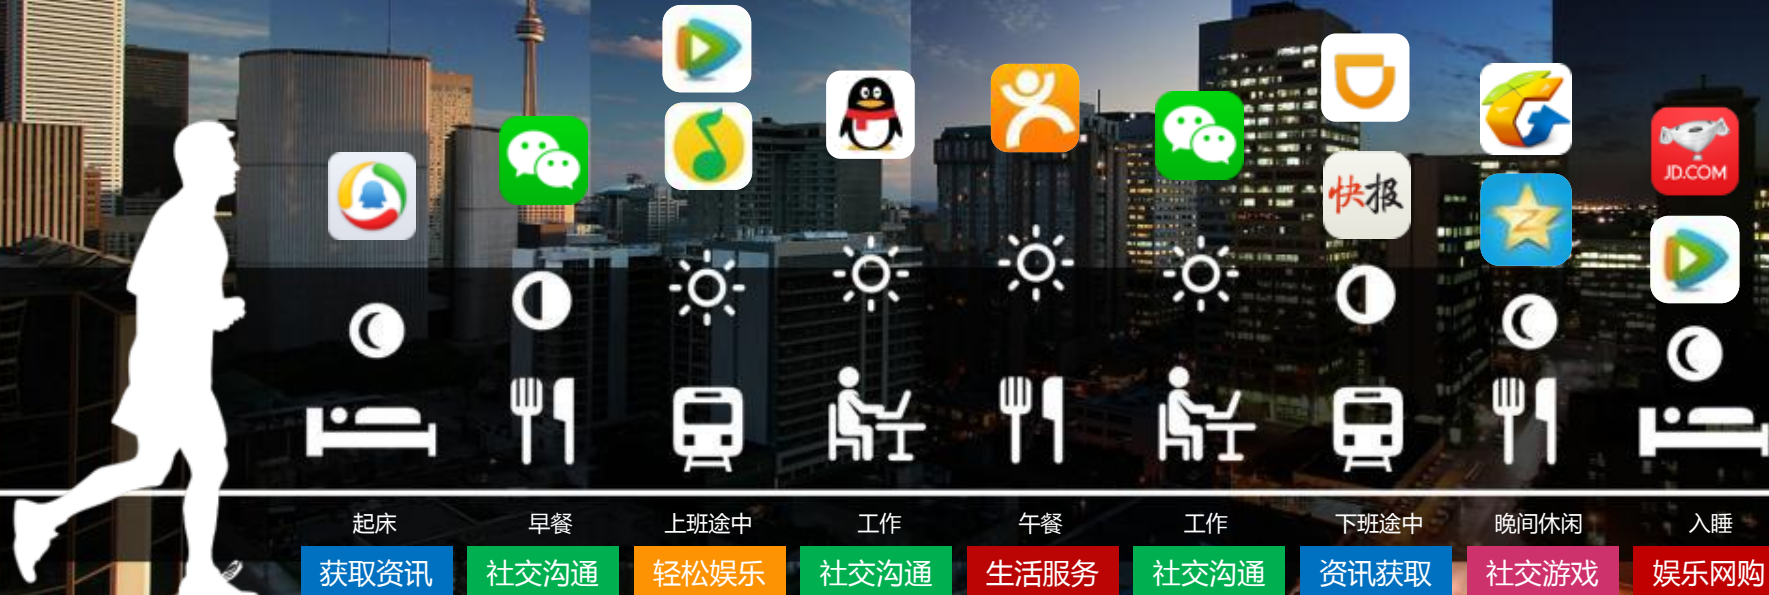 快报
JD.COM
起床
早餐
上班途中
工作
午餐
工作
下班途中
晚间休闲
入睡
获取资讯
社交沟通
轻松娱乐
社交沟通
生活服务
社交沟通
资讯获取
社交游戏
娱乐网购